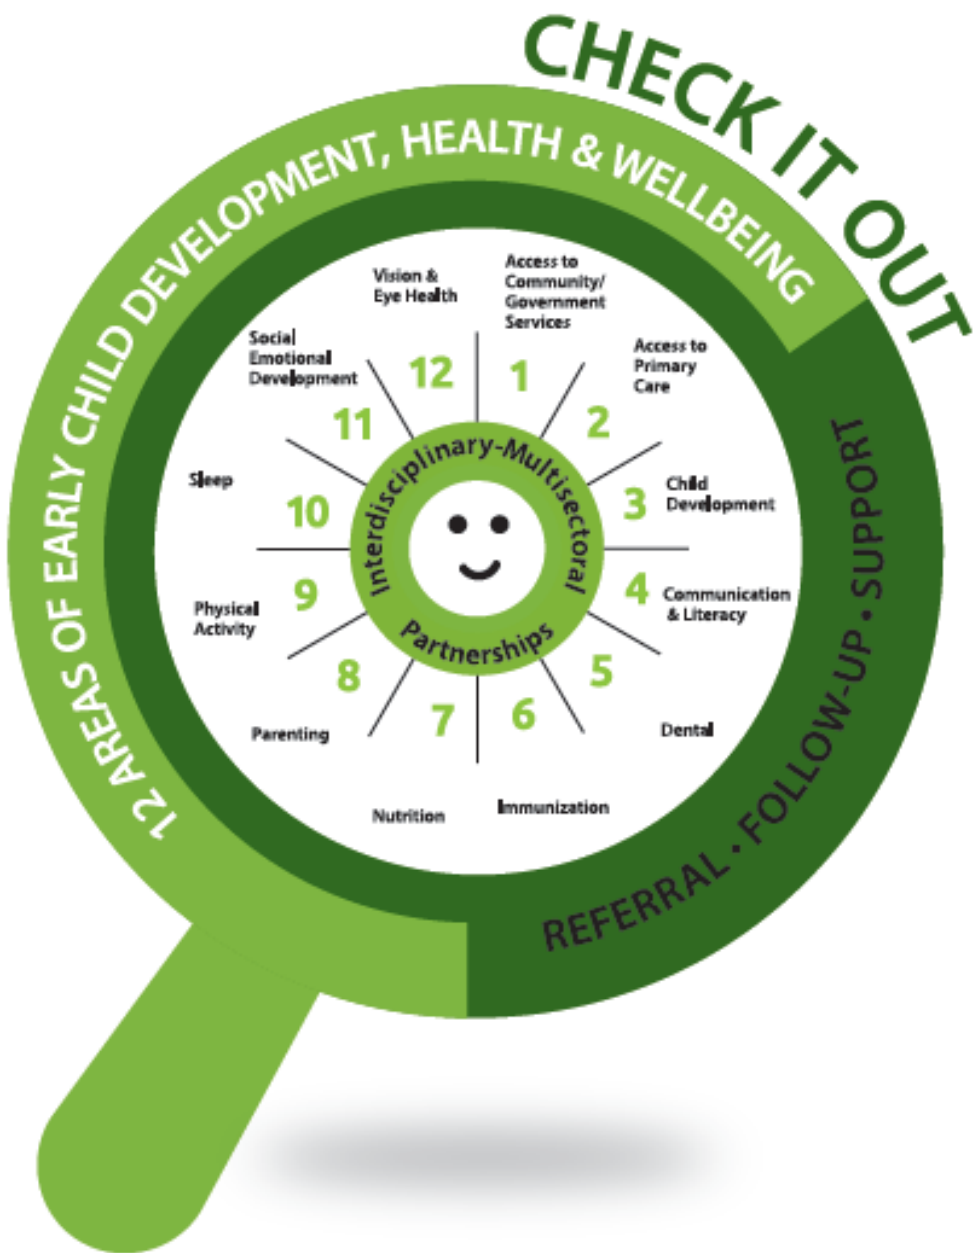 CHECK IT OUT
12 AREAS OF EARLY CHILD DEVELOPMENT, HEALTH & WELLBEING
REFERRAL • FOLLOW-UP • SUPPORT
Interdisciplinary-Multisectoral
Partnerships
1
Access to
Community/
Government
Services
2
Access to
Primary
Care
3
Child
Development
4
Communication
& Literacy
5
Dental
6
Immunization
7
Nutrition
8
Parenting
9
Physical
Activity
10
Sleep
11
Social
Emotional
Development
12
Vision &
Eye Health